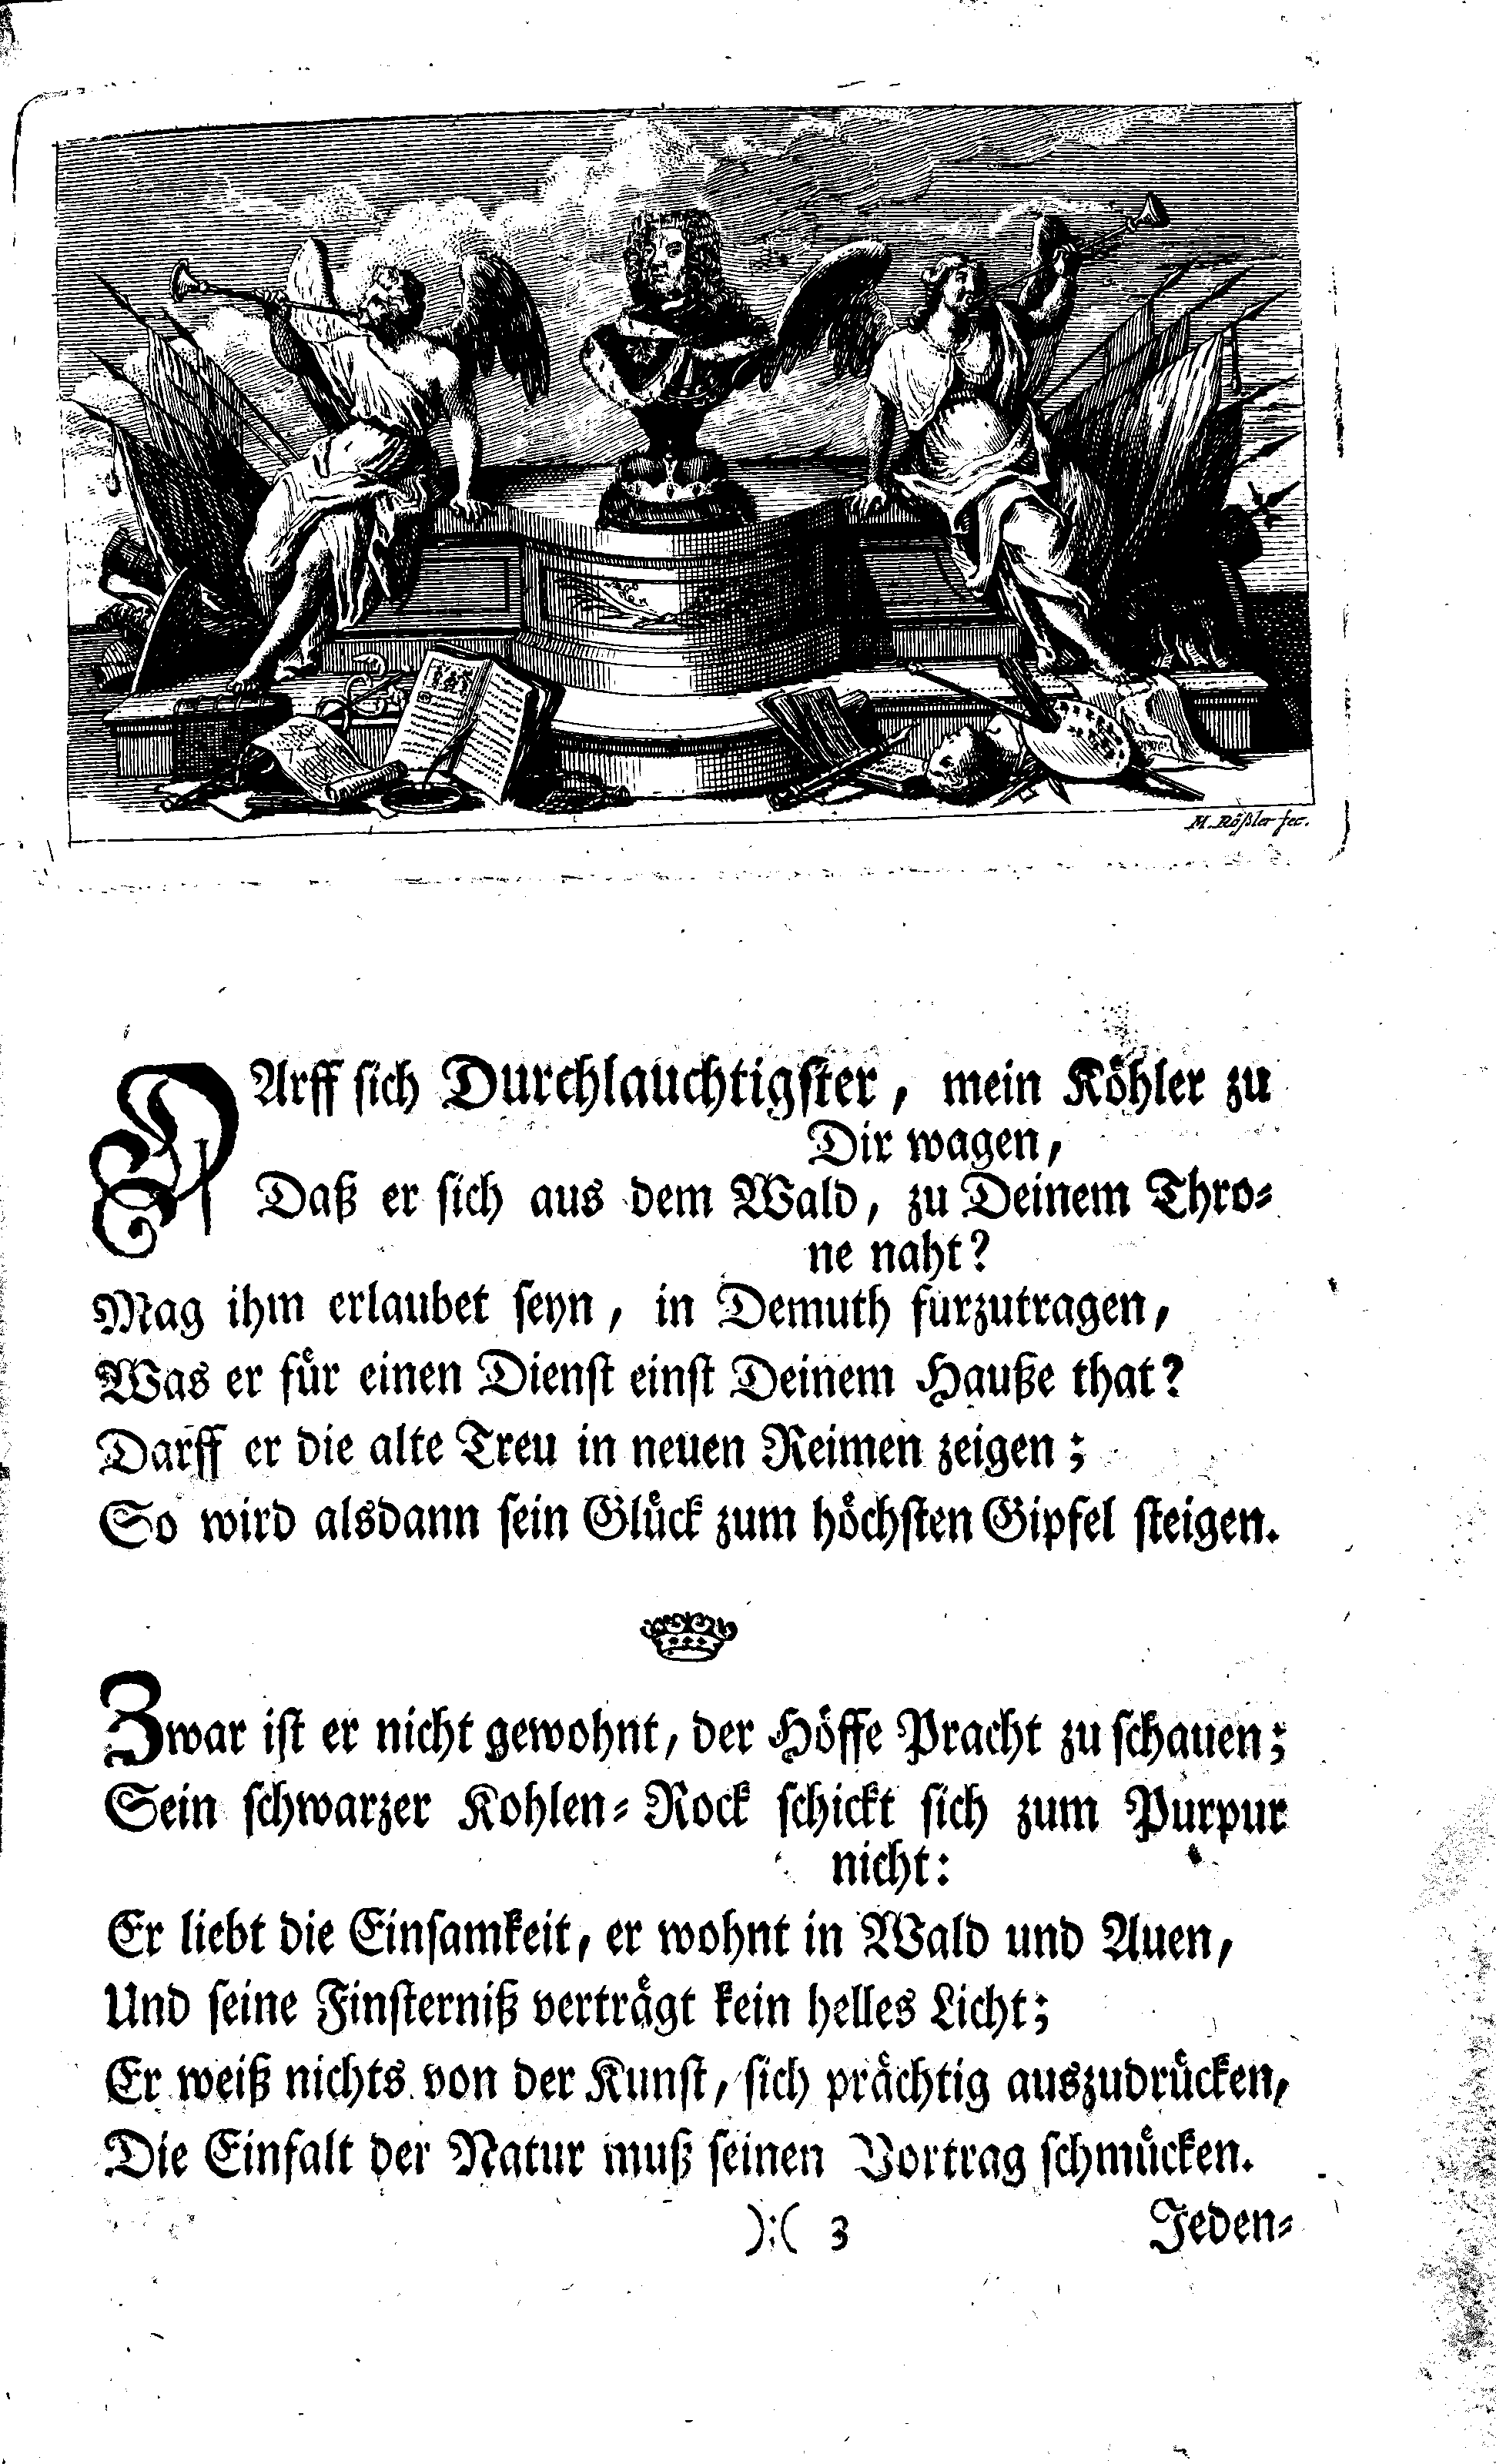 M. Rößler fec.
DArff sich Durchlauchtigster, mein Köhler zu
Dir wagen,
Daß er sich aus dem Wald, zu Deinem Thro-
ne naht?
Mag ihm erlaubet seyn, in Demuth furzutragen,
Was er für einen Dienst einst Deinem Hauße that?
Darff er die alte Treu in neuen Reimen zeigen;
So wird alsdann sein Glück zum höchsten Gipfel steigen.
Zwar ist er nicht gewohnt, der Höffe Pracht zu schauen;
Sein schwarzer Kohlen-Rock schickt sich zum Purpur
nicht:
Er liebt die Einsamkeit, er wohnt in Wald und Auen,
Und seine Finsterniß verträgt kein helles Licht;
Er weiß nichts von der Kunst, sich prächtig auszudrücken,
Die Einfalt der Natur muß seinen Vortrag schmücken.
):( 3
Jeden-